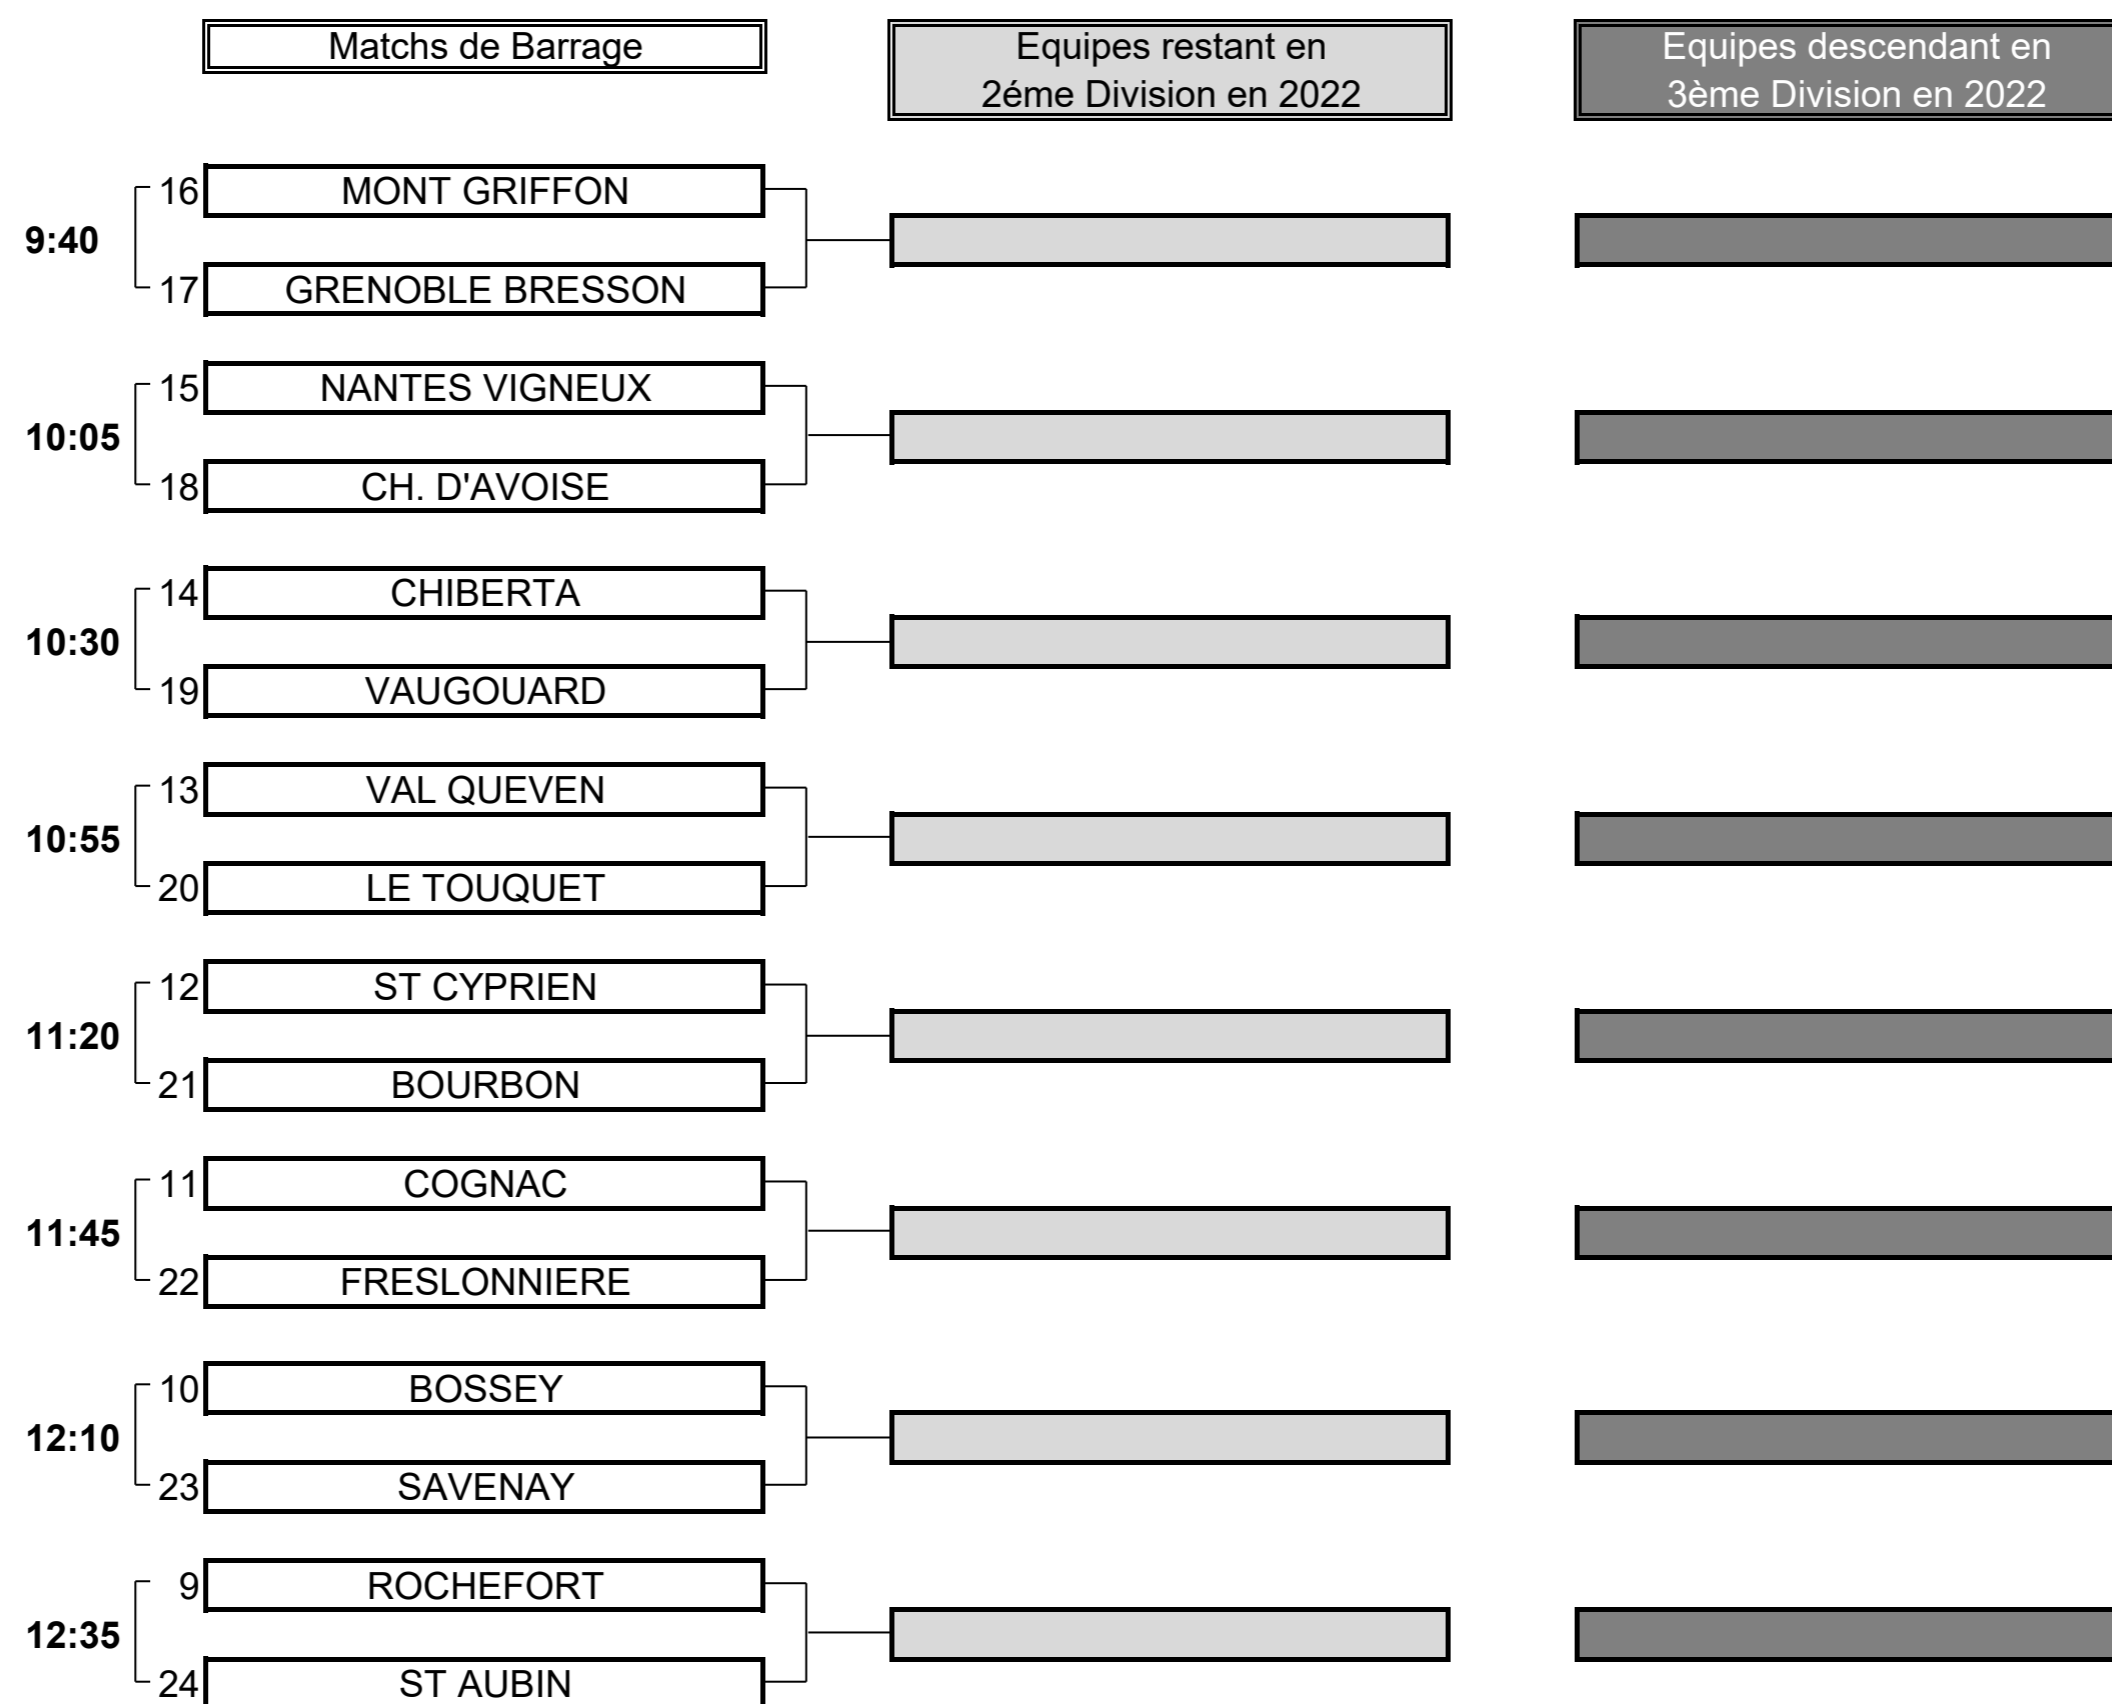 Matchs de Barrage
Equipes restant en
2éme Division en 2022
Equipes descendant en
3ème Division en 2022
16 MONT GRIFFON
9:40
17 GRENOBLE BRESSON
15 NANTES VIGNEUX
10:05
18 CH. D'AVOISE
14 CHIBERTA
10:30
19 VAUGOUARD
13 VAL QUEVEN
10:55
20 LE TOUQUET
12 ST CYPRIEN
11:20
21 BOURBON
11 COGNAC
11:45
22 FRESLONNIERE
10 BOSSEY
12:10
23 SAVENAY
9 ROCHEFORT
12:35
24 ST AUBIN